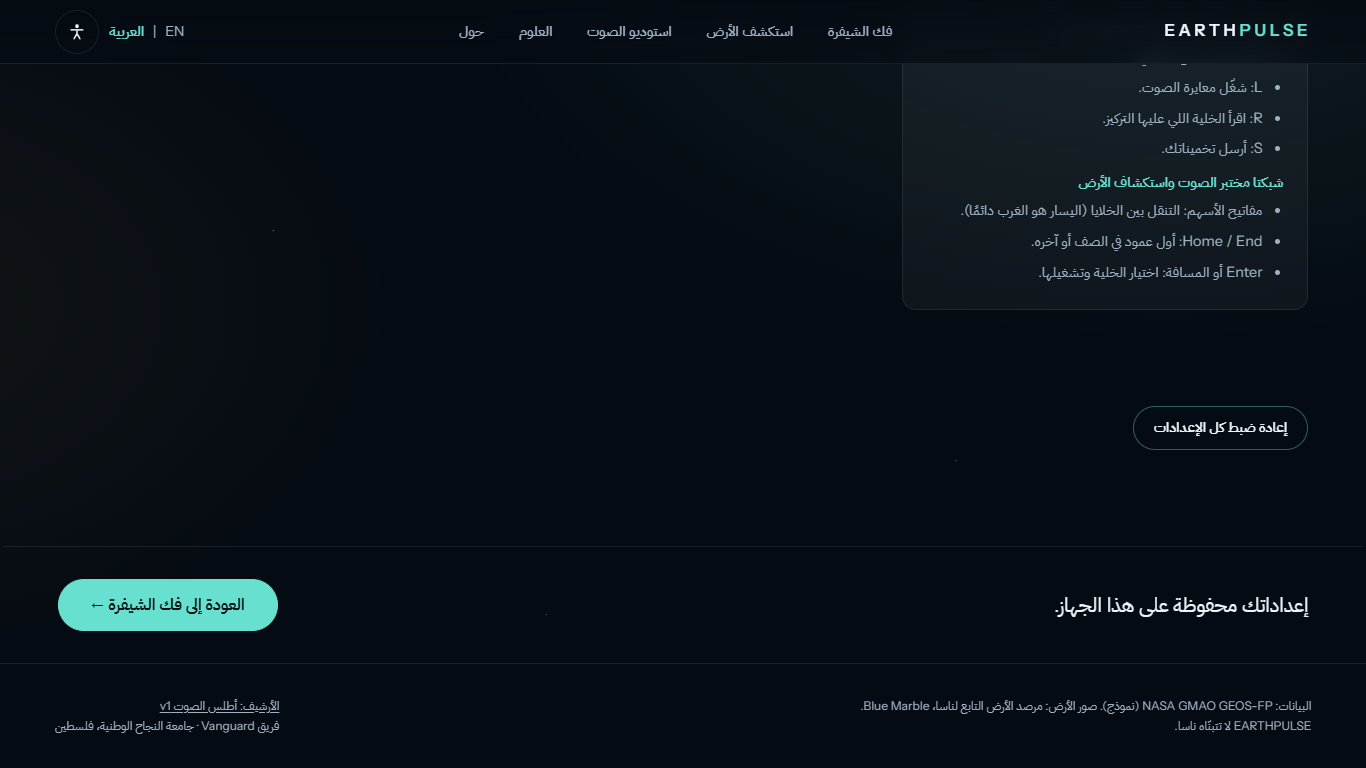 EARTHPULSE
فك الشيفرة
استكشف الأرض
استوديو الصوت
العلوم
حول
EN | العربية
L: شغّل معايرة الصوت.
R: اقرأ الخلية اللي عليها التركيز.
S: أرسل تخميناتك.
شبكتا مختبر الصوت واستكشاف الأرض
مفاتيح الأسهم: التنقل بين الخلايا (اليسار هو الغرب دائمًا).
Home / End: أول عمود في الصف أو آخره.
Enter أو المسافة: اختيار الخلية وتشغيلها.
إعادة ضبط كل الإعدادات
إعداداتك محفوظة على هذا الجهاز.
العودة إلى فك الشيفرة ←
البيانات: NASA GMAO GEOS-FP (نموذج). صور الأرض: مرصد الأرض التابع لناسا، Blue Marble.
EARTHPULSE لا تتبنّاه ناسا.
الأرشيف: أطلس الصوت v1
فريق Vanguard · جامعة النجاح الوطنية، فلسطين